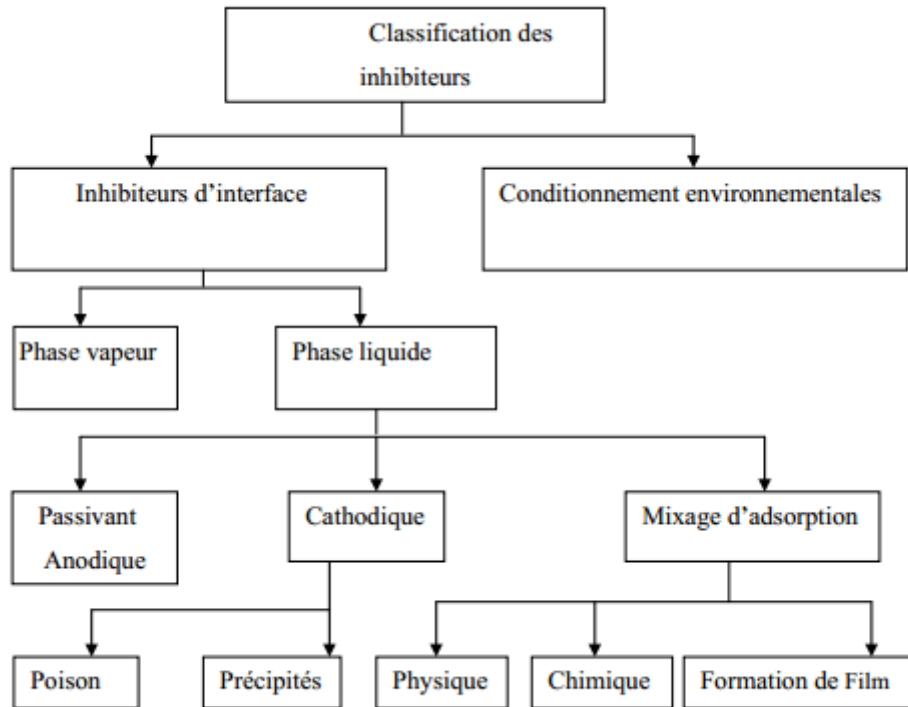 Classification des
inhibiteurs
Inhibiteurs d’interface
Conditionnement environnementales
Phase vapeur
Phase liquide
Passivant
Anodique
Cathodique
Mixage d’adsorption
Poison
Précipités
Physique
Chimique
Formation de Film